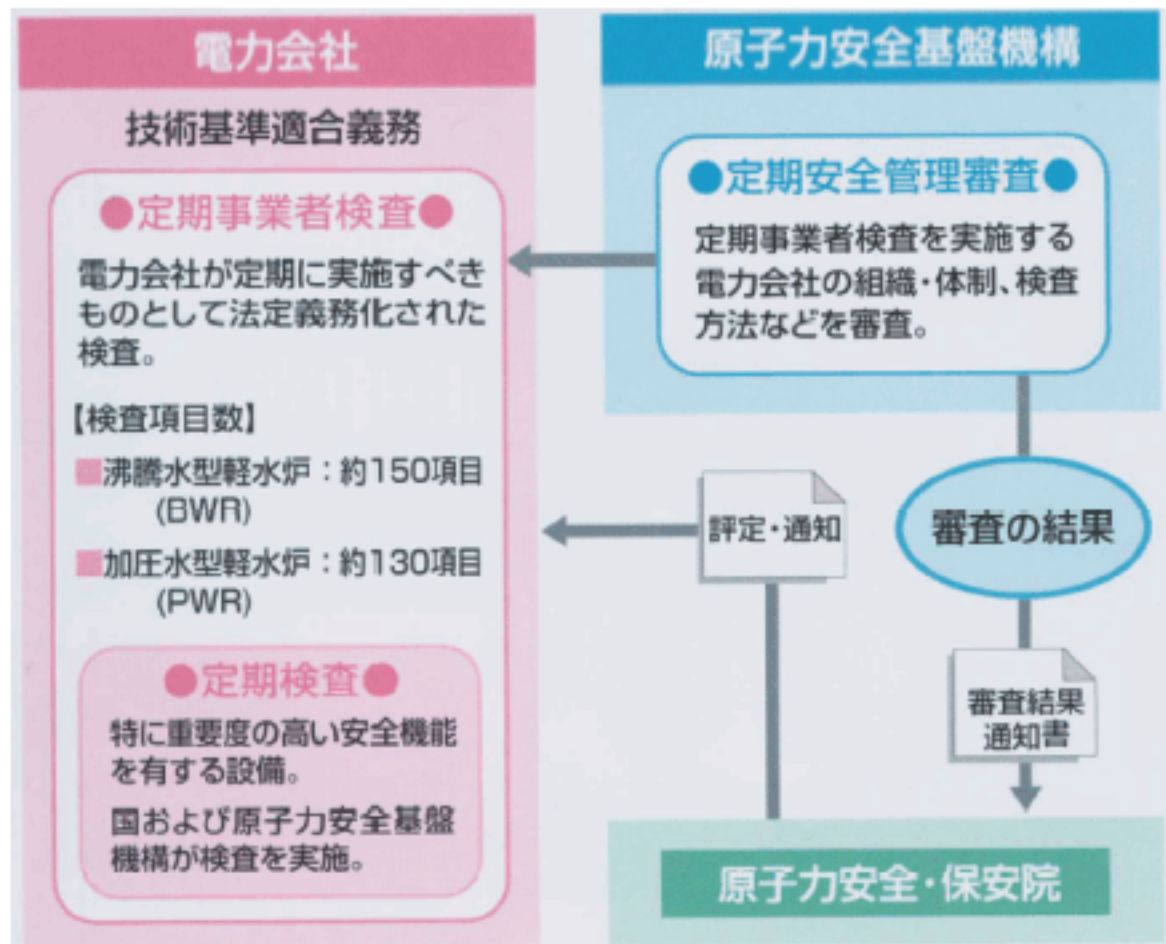 電力会社
技術基準適合義務
●定期事業者検査●
電力会社が定期に実施すべき
ものとして法定義務化された
検査。
【検査項目数】
■沸騰水型軽水炉：約150項目
(BWR)
■加圧水型軽水炉：約130項目
(PWR)
●定期検査●
特に重要度の高い安全機能
を有する設備。
国および原子力安全基盤
機構が検査を実施。
原子力安全基盤機構
●定期安全管理審査●
定期事業者検査を実施する
電力会社の組織・体制、検査
方法などを審査。
審査の結果
審査結果
通知書
評定・通知
原子力安全・保安院